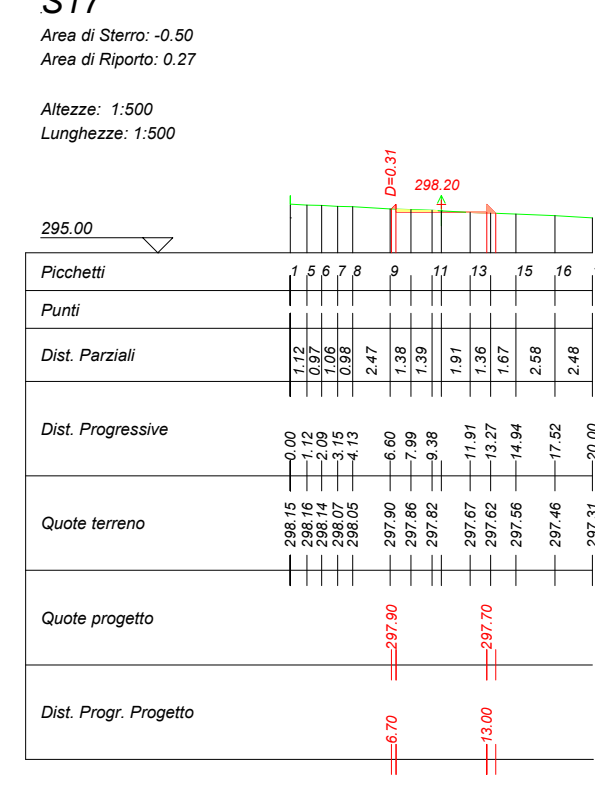 S17
Area di Sterro: -0.50
Area di Riporto: 0.27
Altezze: 1:500
Lunghezze: 1:500
D=0.31
298.20
295.00
Picchetti 1 5 6 7 8 9 11 13 15 16
Punti
Dist. Parziali 1.12 0.97 1.06 0.98 2.47 1.38 1.39 1.91 1.36 1.67 2.58 2.48
Dist. Progressive 0.00 1.12 2.09 3.15 4.13 6.60 7.99 9.38 11.91 13.27 14.94 17.52 20.00
Quote terreno 298.15 298.16 298.14 298.07 298.05 297.90 297.86 297.82 297.67 297.62 297.56 297.46 297.31
Quote progetto 297.90 297.70
Dist. Progr. Progetto 6.70 13.00